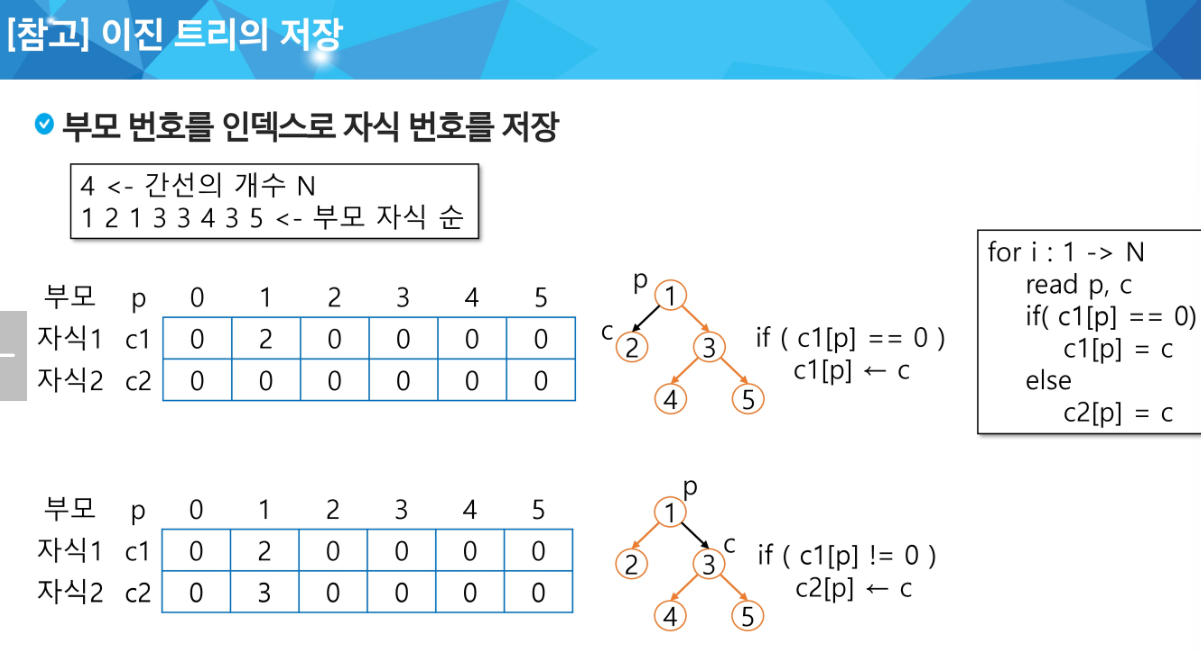 [참고] 이진 트리의 저장
부모 번호를 인덱스로 자식 번호를 저장
4 <- 간선의 개수 N
1 2 1 3 3 4 3 5 <- 부모 자식 순
for i : 1 -> N
read p, c
if( c1[p] == 0)
c1[p] = c
else
c2[p] = c
부모 p 0 1 2 3 4 5
자식1 c1 0 2 0 0 0 0
자식2 c2 0 0 0 0 0 0
p 1
c 2 3
4 5
if ( c1[p] == 0 )
c1[p] ← c
부모 p 0 1 2 3 4 5
자식1 c1 0 2 0 0 0 0
자식2 c2 0 3 0 0 0 0
p
1
2 3 c
4 5
if ( c1[p] != 0 )
c2[p] ← c